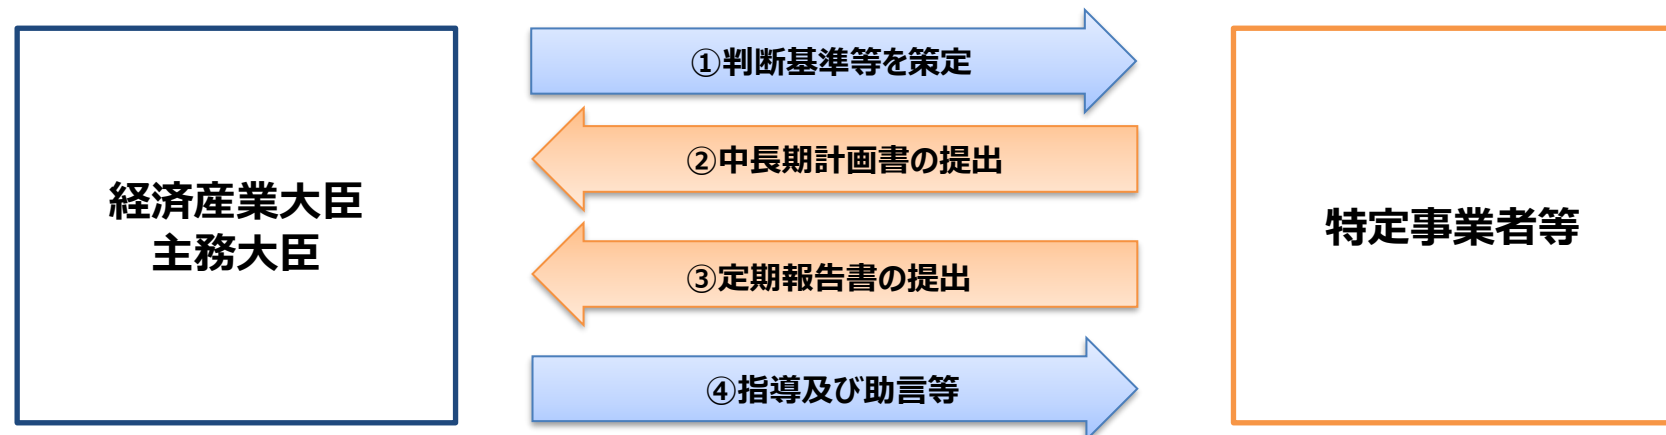 経済産業大臣
主務大臣
①判断基準等を策定
②中長期計画書の提出
③定期報告書の提出
④指導及び助言等
特定事業者等